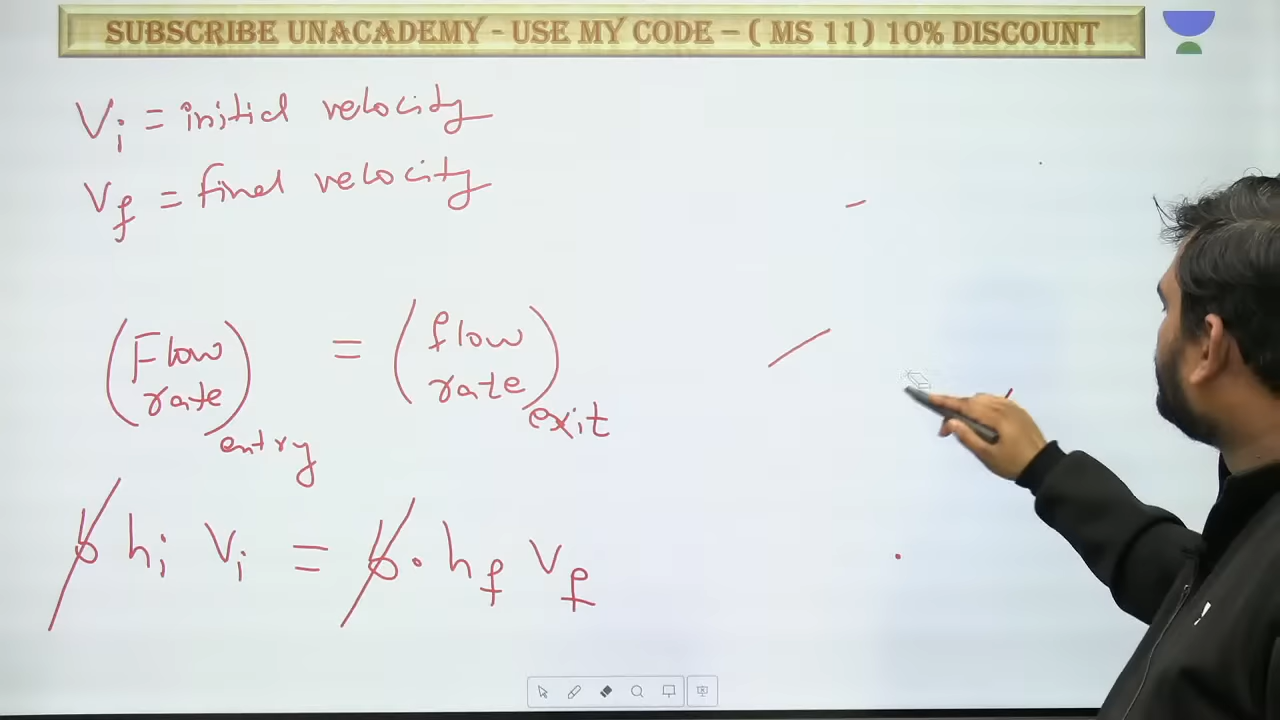 SUBSCRIBE UNACADEMY - USE MY CODE – ( MS 11) 10% DISCOUNT
Vi = initial velocity
Vf = final velocity
(Flow rate)entry = (flow rate)exit
b hi Vi = b · hf Vf